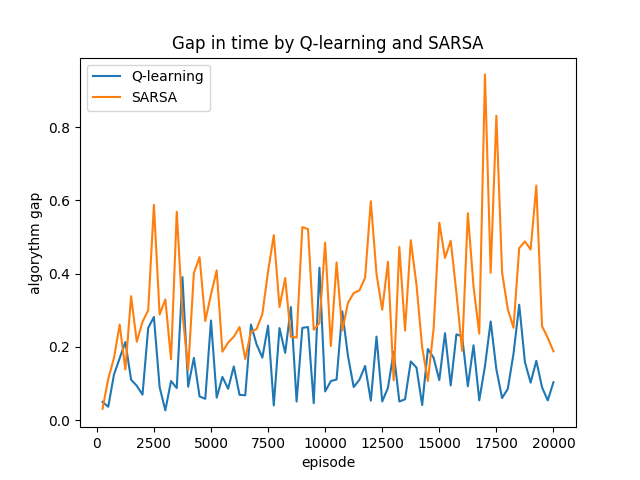 Gap in time by Q-learning and SARSA
Q-learning
SARSA
algorythm gap
0.8
0.6
0.4
0.2
0.0
0
2500
5000
7500
10000
12500
15000
17500
20000
episode